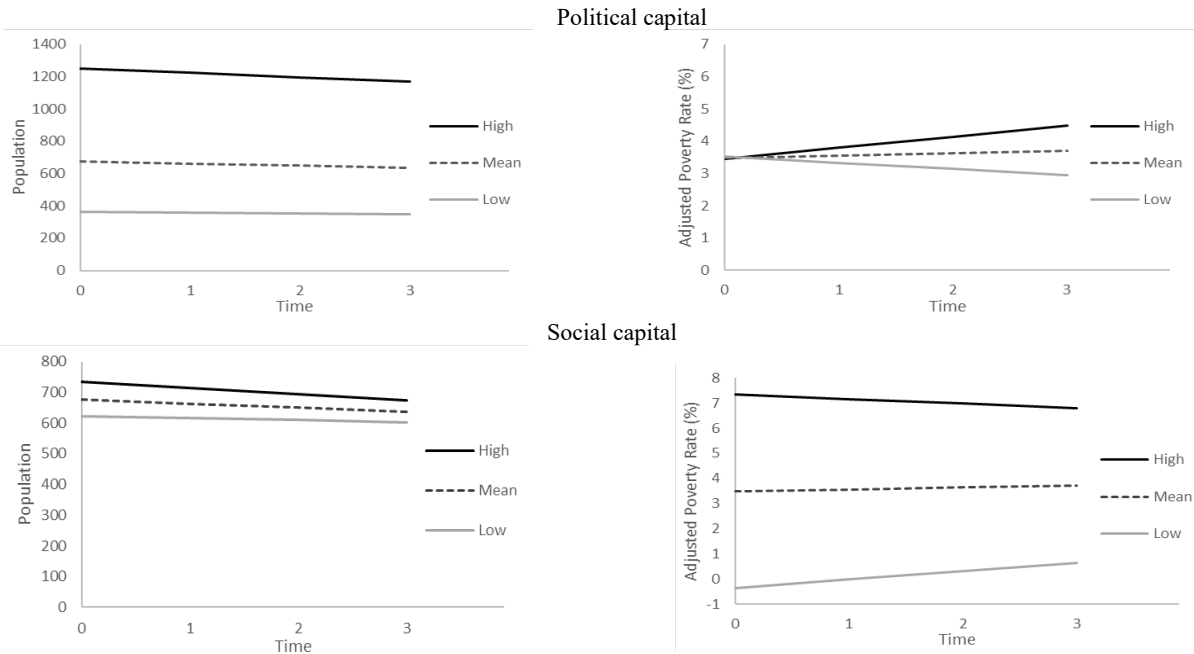 Political capital
1400
1200
1000
800
600
400
200
0
Population
0 1 2 3
Time
High
Mean
Low
7
6
5
4
3
2
1
0
Adjusted Poverty Rate (%)
0 1 2 3
Time
High
Mean
Low
Social capital
800
700
600
500
400
300
200
100
0
Population
0 1 2 3
Time
High
Mean
Low
8
7
6
5
4
3
2
1
0
-1
Adjusted Poverty Rate (%)
0 1 2 3
Time
High
Mean
Low